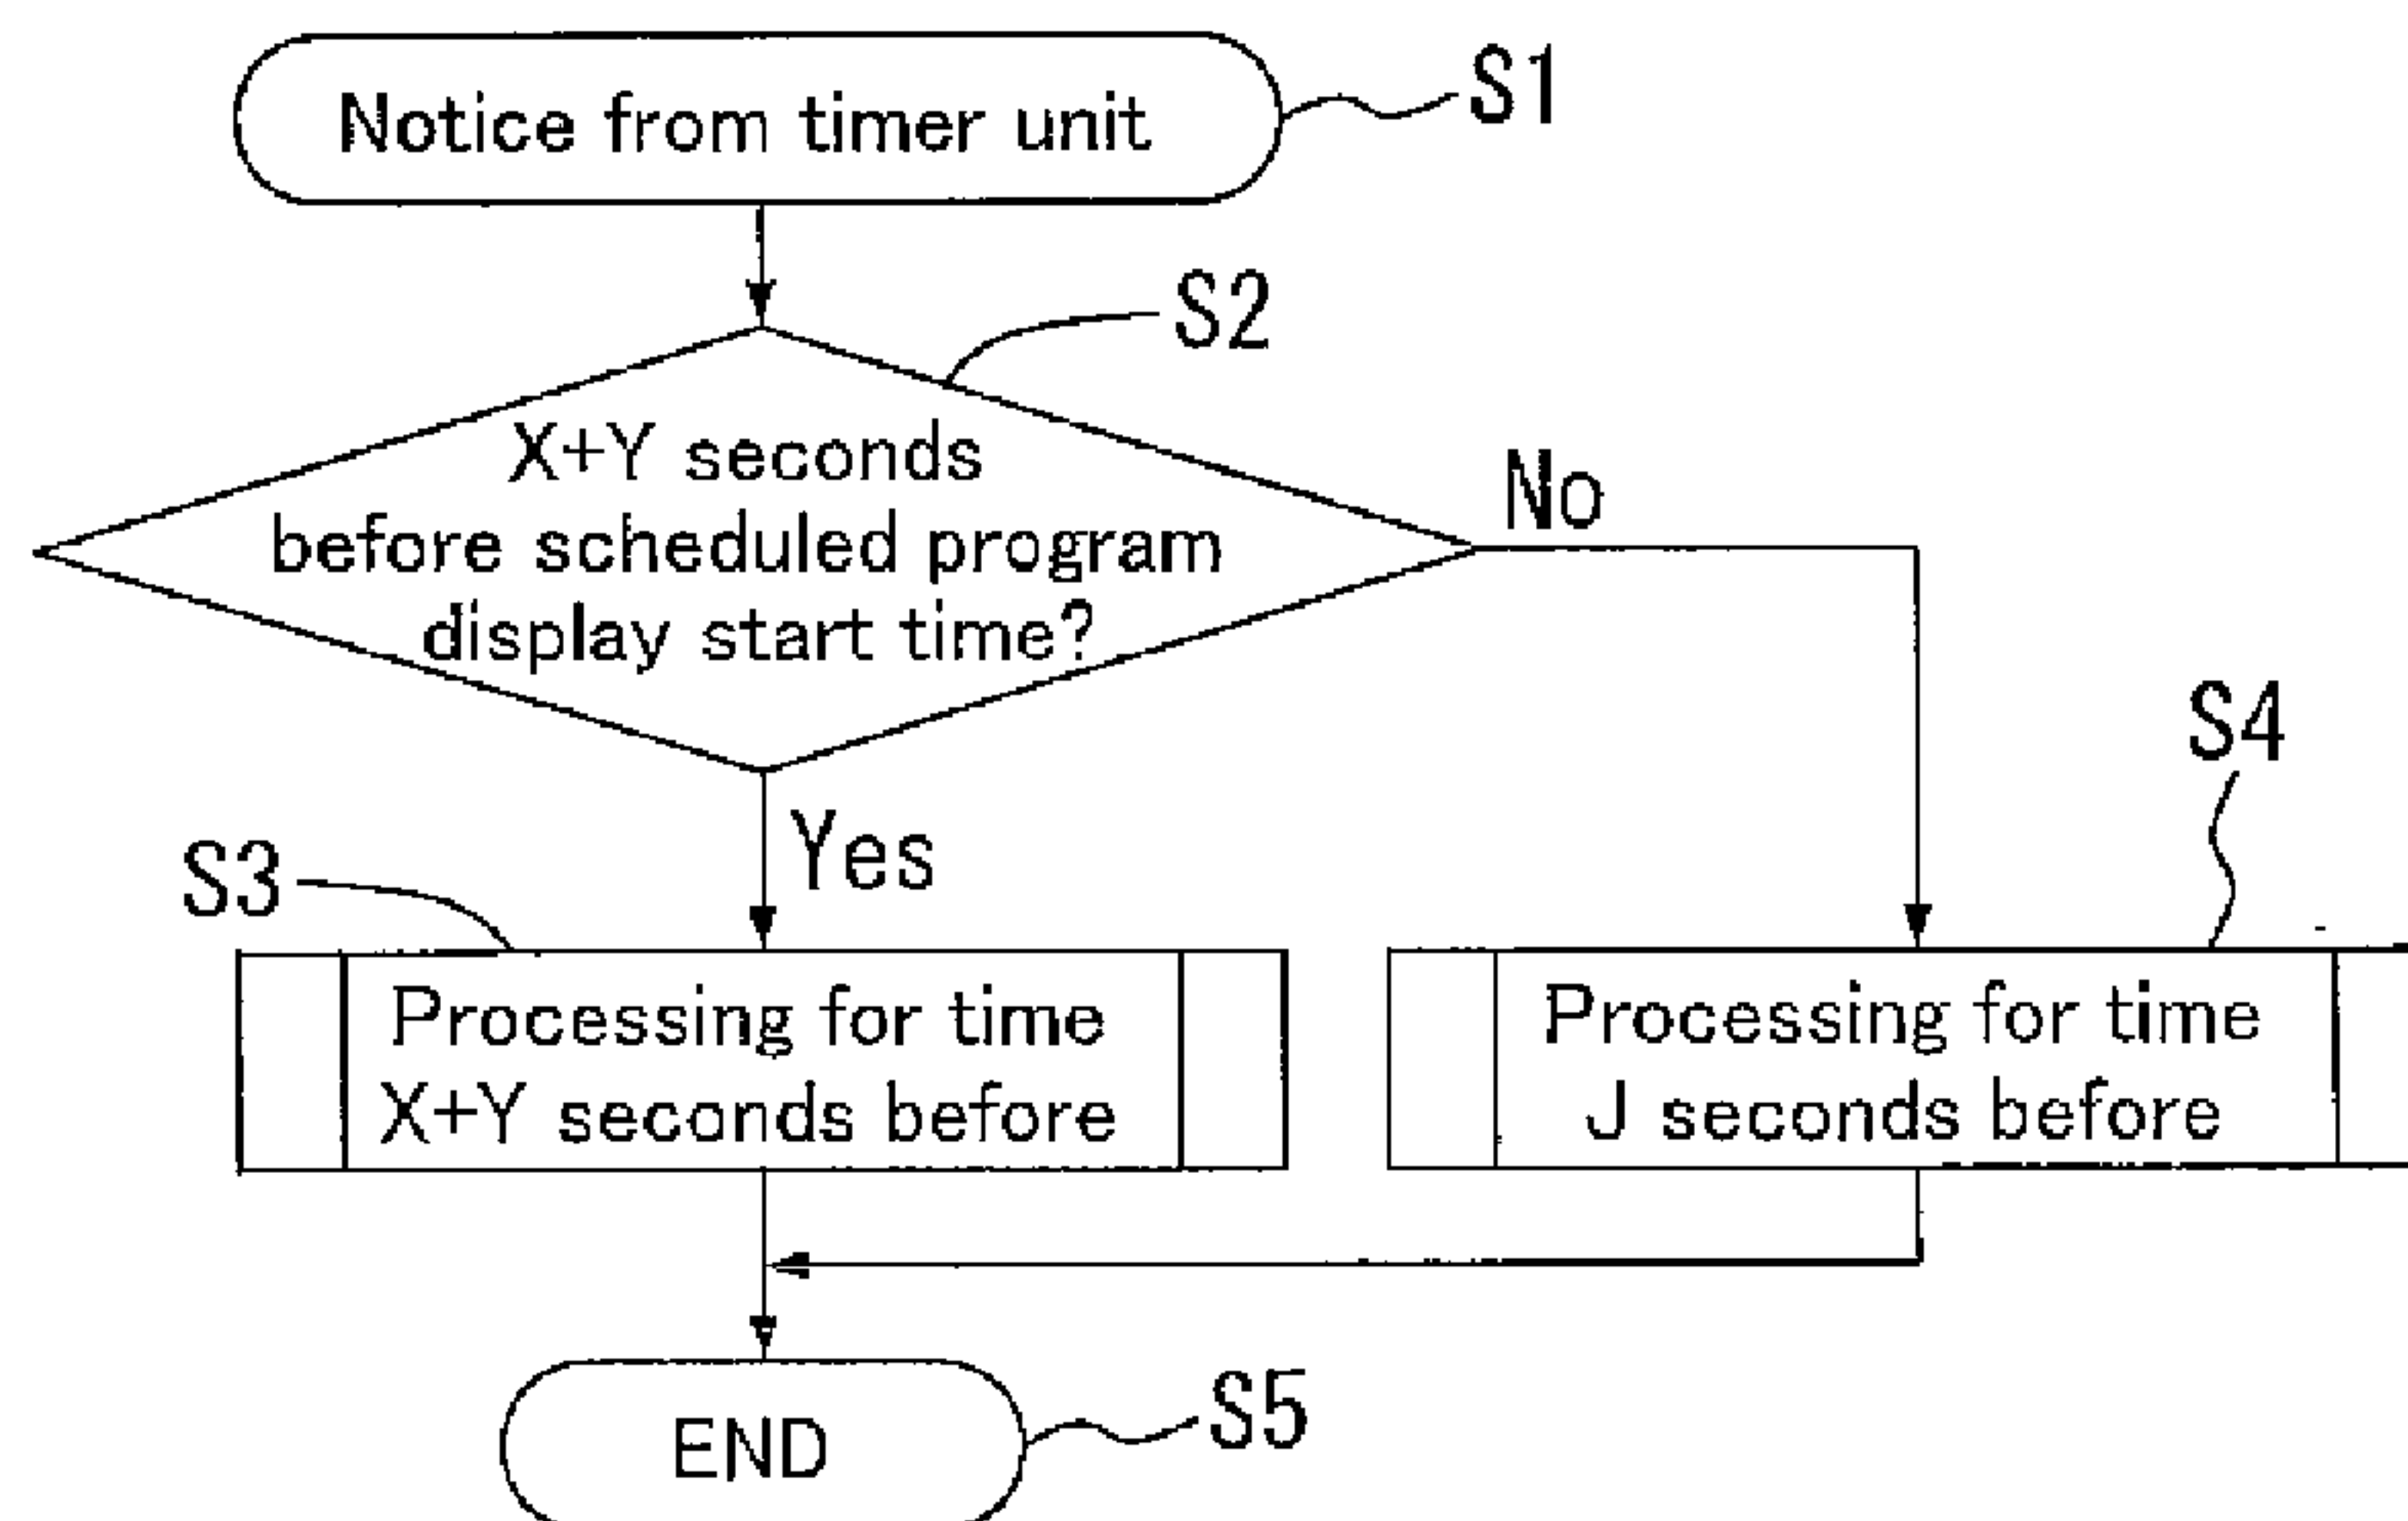 Notice from timer unit
S1
S2
X+Y seconds
before scheduled program
display start time?
No
Yes
S3
S4
Processing for time
X+Y seconds before
Processing for time
J seconds before
END
S5